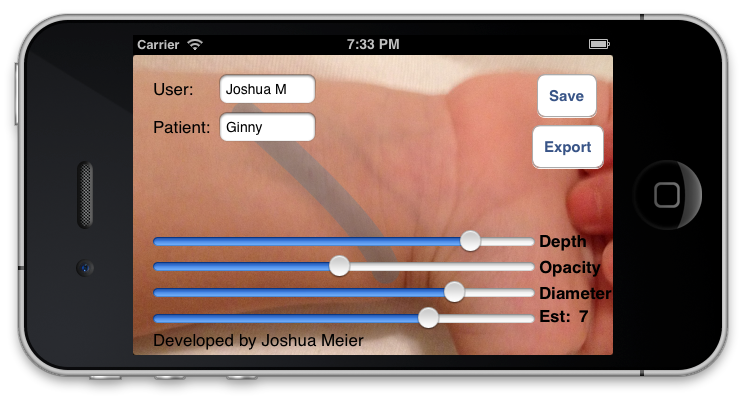 Carrier 7:33 PM
User: Joshua M
Save
Patient: Ginny
Export
Depth
Opacity
Diameter
Est: 7
Developed by Joshua Meier